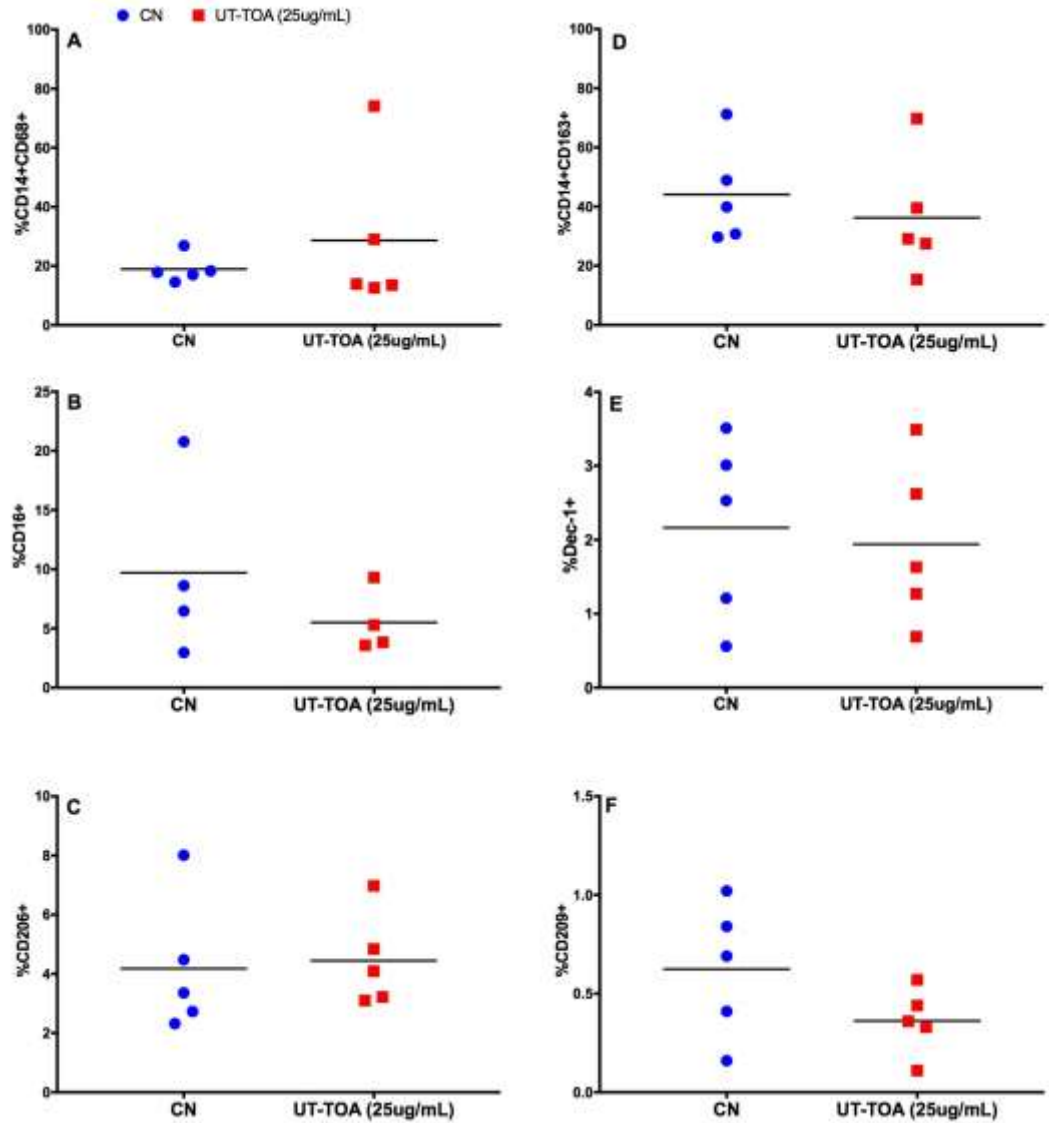 CN UT-TOA (25ug/mL)
A
%CD14+CD68+
100
80
60
40
20
0
CN UT-TOA (25ug/mL)
D
%CD14+CD163+
100
80
60
40
20
0
CN UT-TOA (25ug/mL)
B
%CD16+
25
20
15
10
5
0
CN UT-TOA (25ug/mL)
E
%Dec-1+
4
3
2
1
0
CN UT-TOA (25ug/mL)
C
%CD206+
10
8
6
4
2
0
CN UT-TOA (25ug/mL)
F
%CD209+
1.5
1.0
0.5
0.0
CN UT-TOA (25ug/mL)